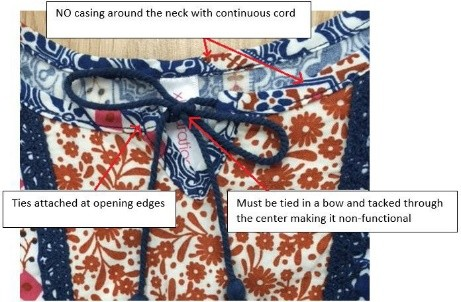 NO casing around the neck with continuous cord
Ties attached at opening edges
Must be tied in a bow and tacked through
the center making it non-functional